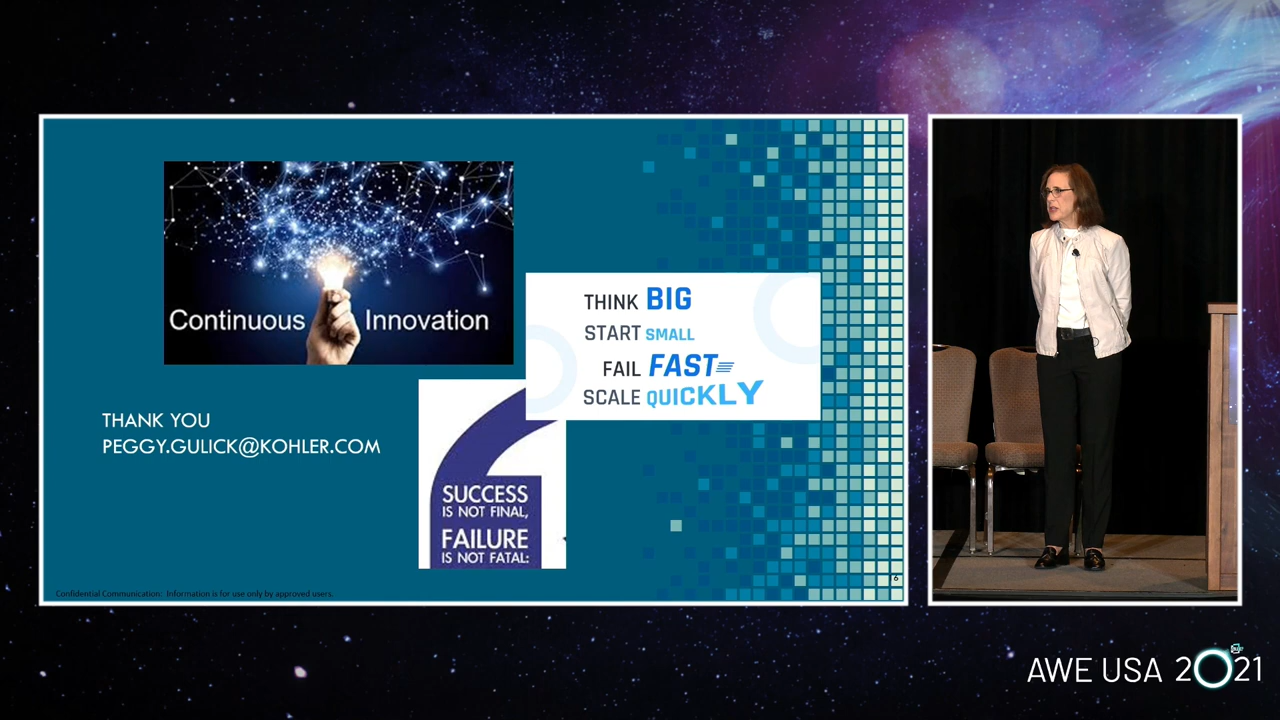 Continuous Innovation
THINK BIG
START SMALL
FAIL FAST
SCALE QUICKLY
THANK YOU
PEGGY.GULICK@KOHLER.COM
SUCCESS
IS NOT FINAL,
FAILURE
IS NOT FATAL:
Confidential Communication: Information is for use only by approved users.
6
AWE USA 2021